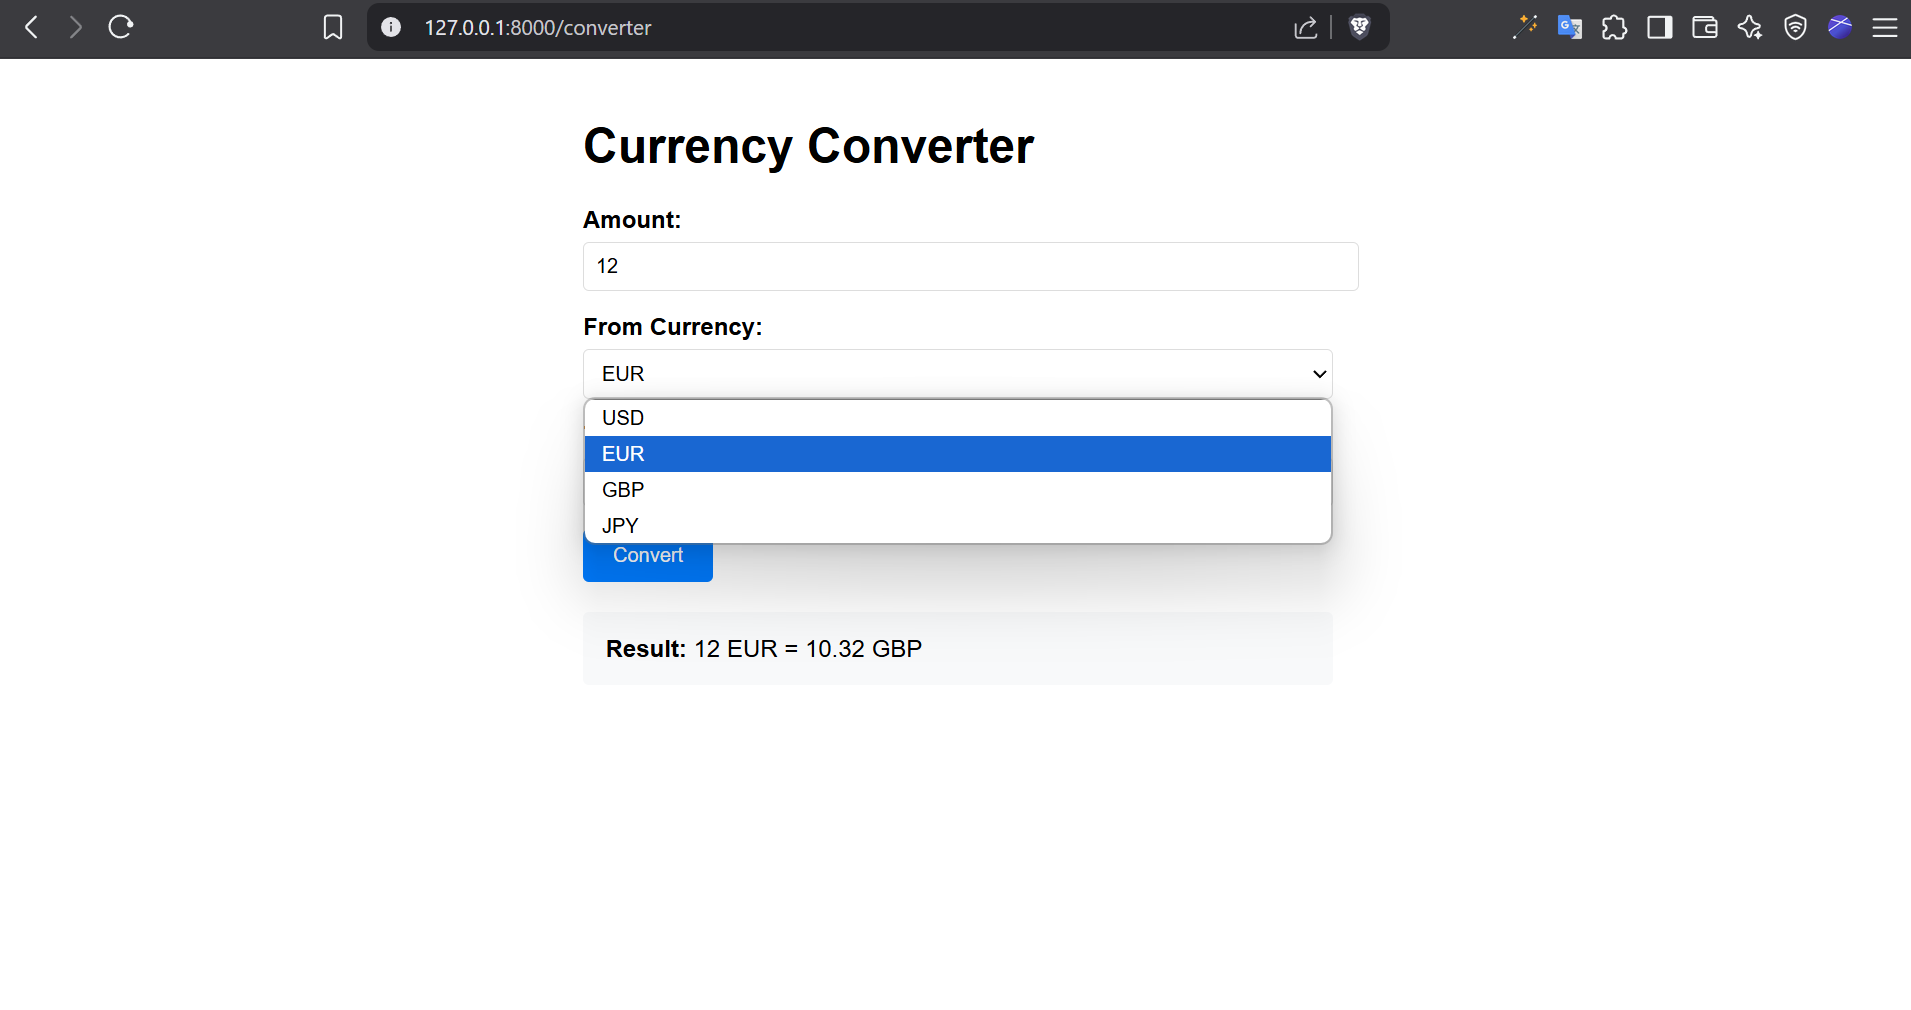 127.0.0.1:8000/converter
Currency Converter
Amount:
12
From Currency:
EUR
USD
EUR
GBP
JPY
Convert
Result: 12 EUR = 10.32 GBP